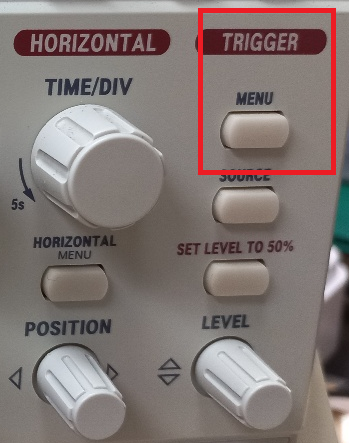 HORIZONTAL
TRIGGER
TIME/DIV
MENU
5s
SOURCE
HORIZONTAL
MENU
SET LEVEL TO 50%
POSITION
LEVEL